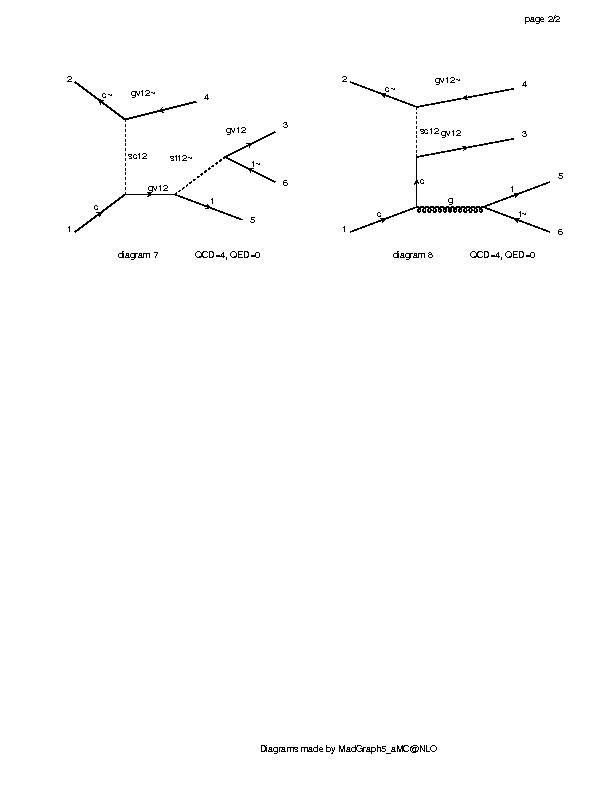 page 2/2
2
c~
gv12~
4
sc12
sl12~
gv12
3
1~
6
gv12
1
5
c
1
diagram 7
QCD=4, QED=0
2
c~
gv12~
4
sc12
gv12
3
c
g
1
5
1~
6
c
1
diagram 8
QCD=4, QED=0
Diagrams made by MadGraph5_aMC@NLO